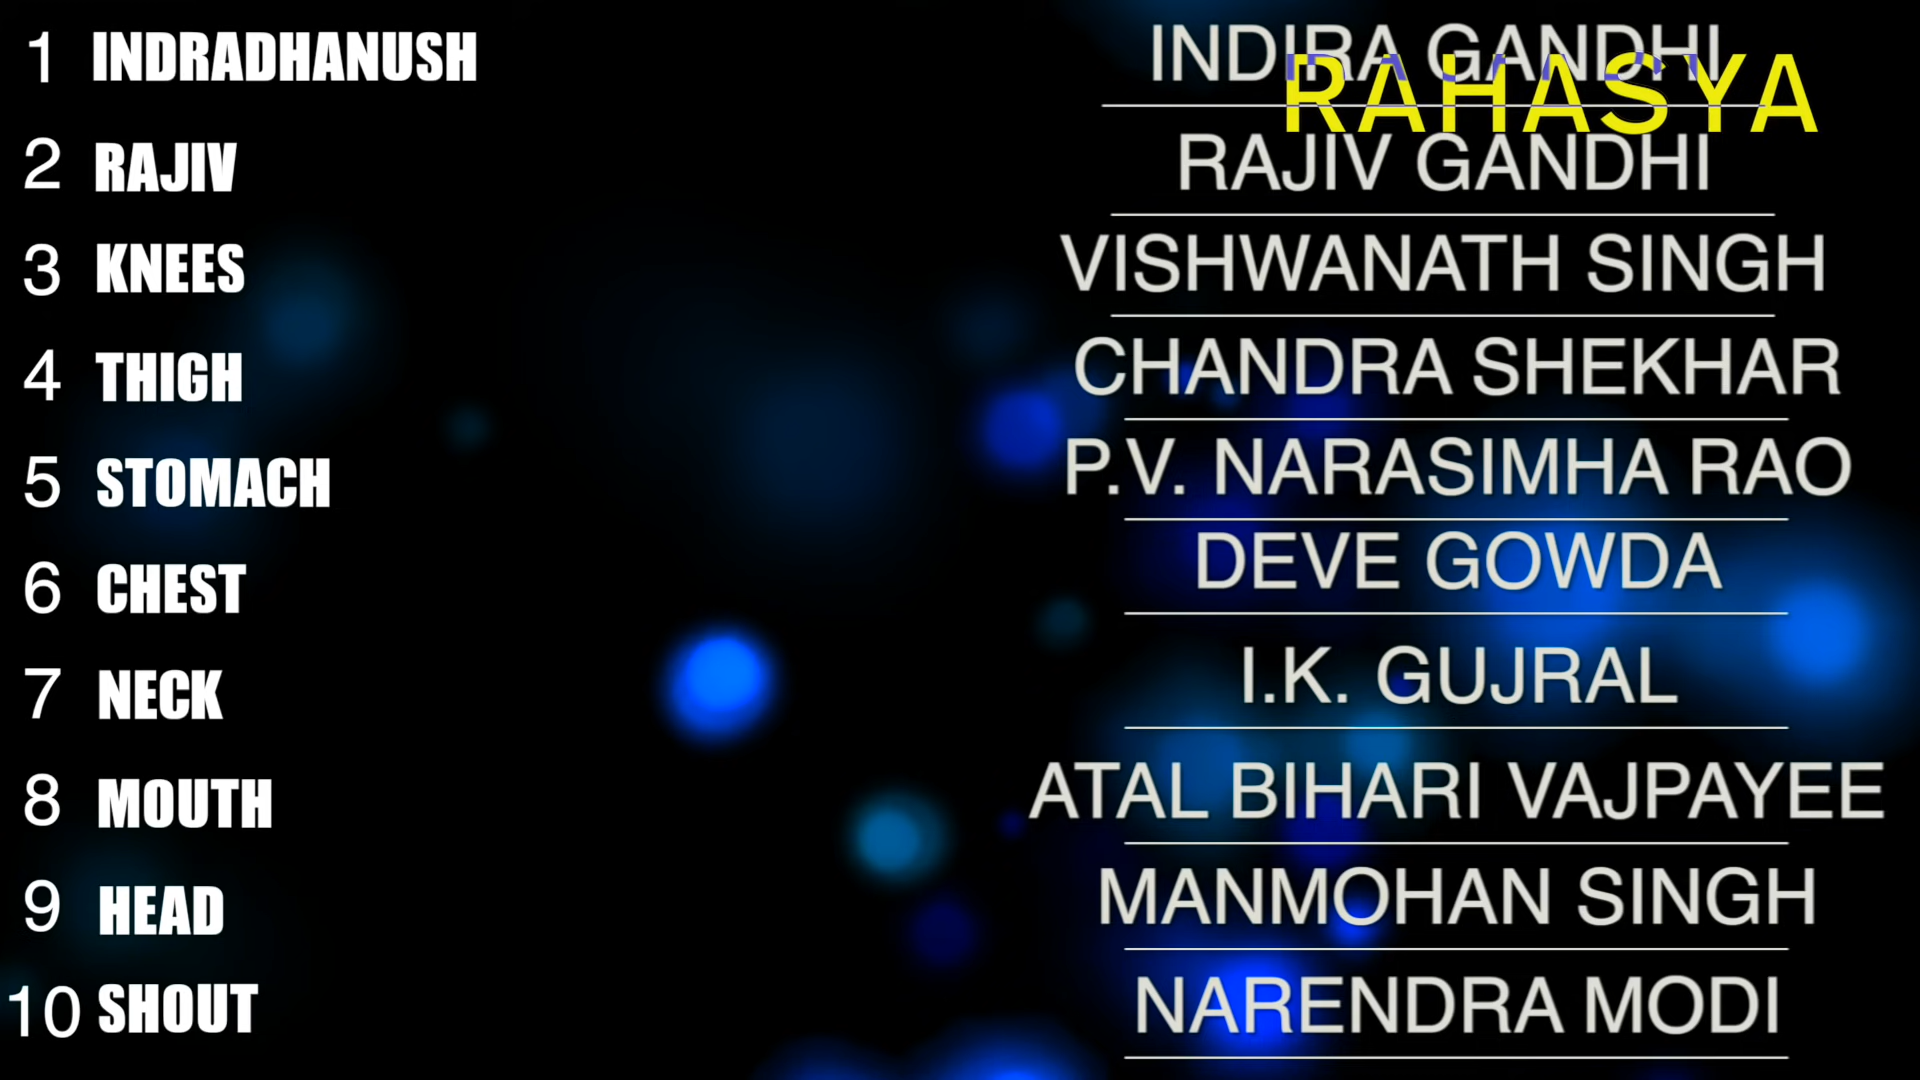 1 INDRADHANUSH INDIRA GANDHI
RAHASYA
2 RAJIV RAJIV GANDHI
3 KNEES VISHWANATH SINGH
4 THIGH CHANDRA SHEKHAR
5 STOMACH P.V. NARASIMHA RAO
6 CHEST DEVE GOWDA
7 NECK I.K. GUJRAL
8 MOUTH ATAL BIHARI VAJPAYEE
9 HEAD MANMOHAN SINGH
10 SHOUT NARENDRA MODI